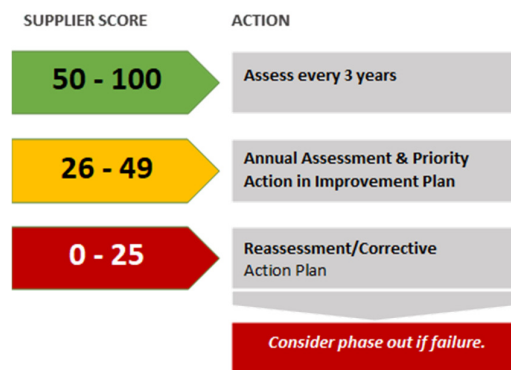 SUPPLIER SCORE ACTION
50 - 100
Assess every 3 years
26 - 49
Annual Assessment & Priority
Action in Improvement Plan
0 - 25
Reassessment/Corrective
Action Plan
Consider phase out if failure.